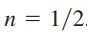 n = 1/2.